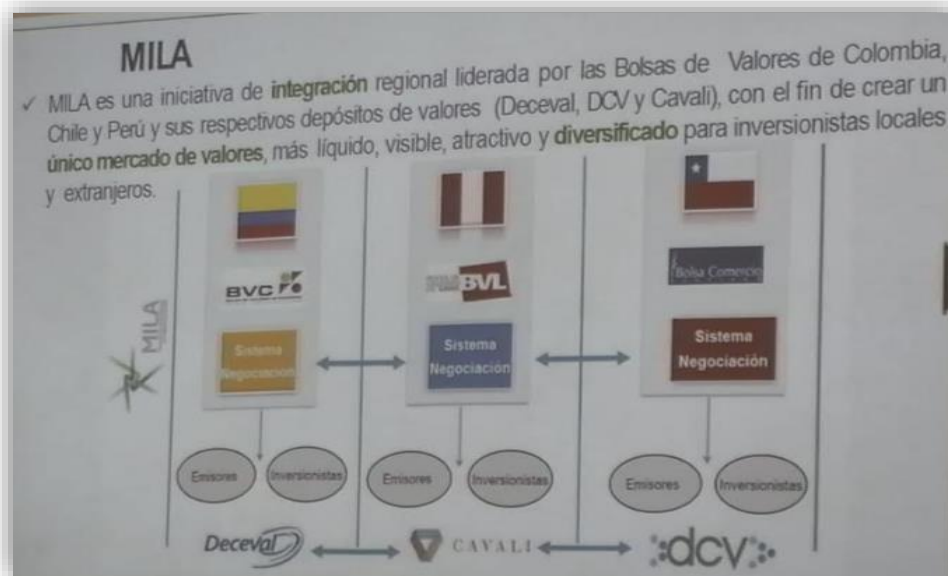 MILA
✓ MILA es una iniciativa de integración regional liderada por las Bolsas de Valores de Colombia,
Chile y Perú y sus respectivos depósitos de valores (Deceval, DCV y Cavali), con el fin de crear un
único mercado de valores, más líquido, visible, atractivo y diversificado para inversionistas locales
y extranjeros.
BVC
BVL
Bolsa Comercio
MILA
Sistema
Negociación
Sistema
Negociación
Sistema
Negociación
Emisores
Inversionistas
Emisores
Inversionistas
Emisores
Inversionistas
Deceval
CAVALI
dcv